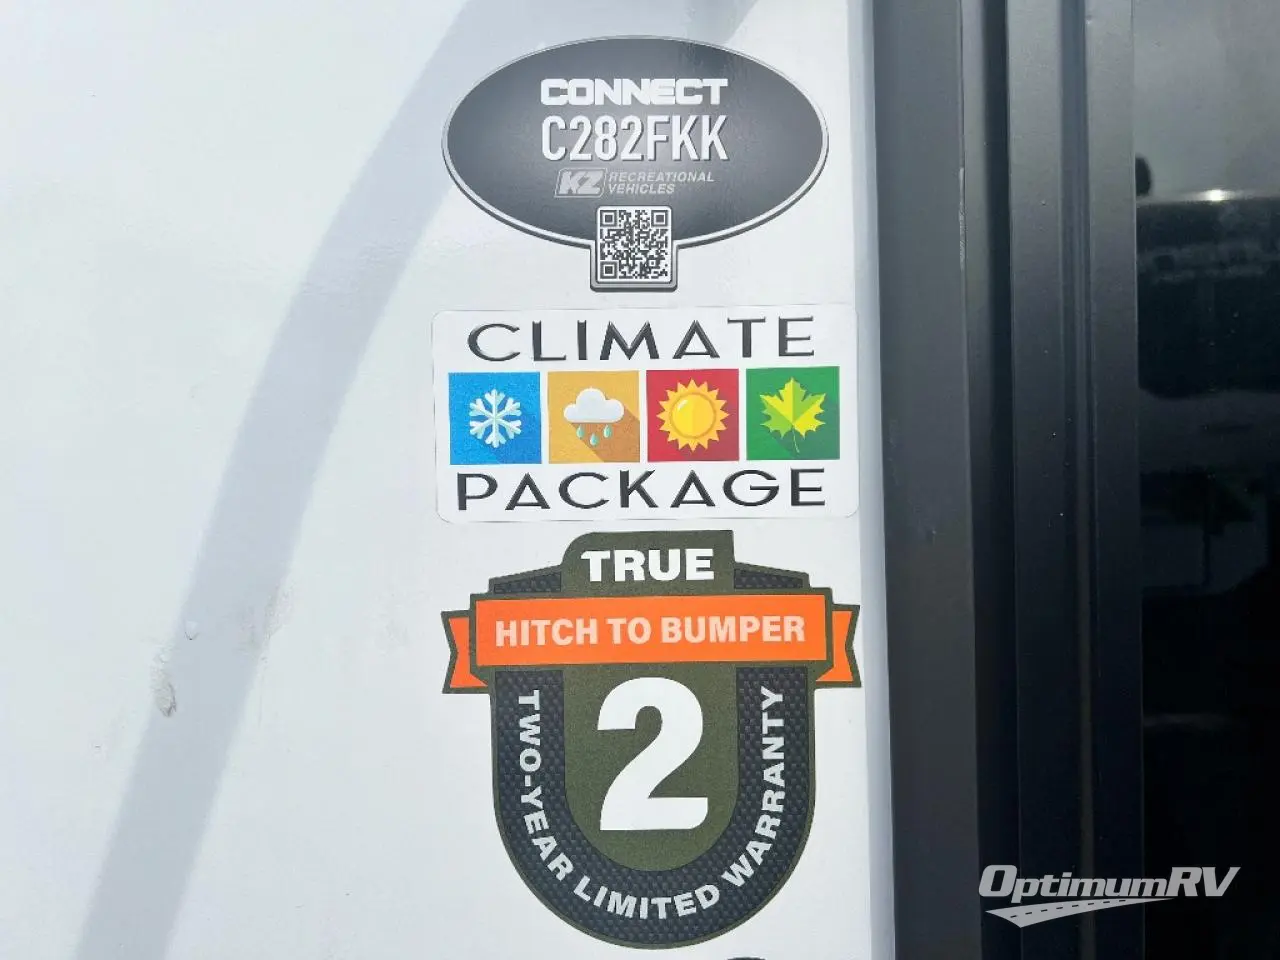 CONNECT
C282FKK
KZ RECREATIONAL
VEHICLES
CLIMATE
PACKAGE
TRUE
HITCH TO BUMPER
2
TWO-YEAR LIMITED WARRANTY
OptimumRV